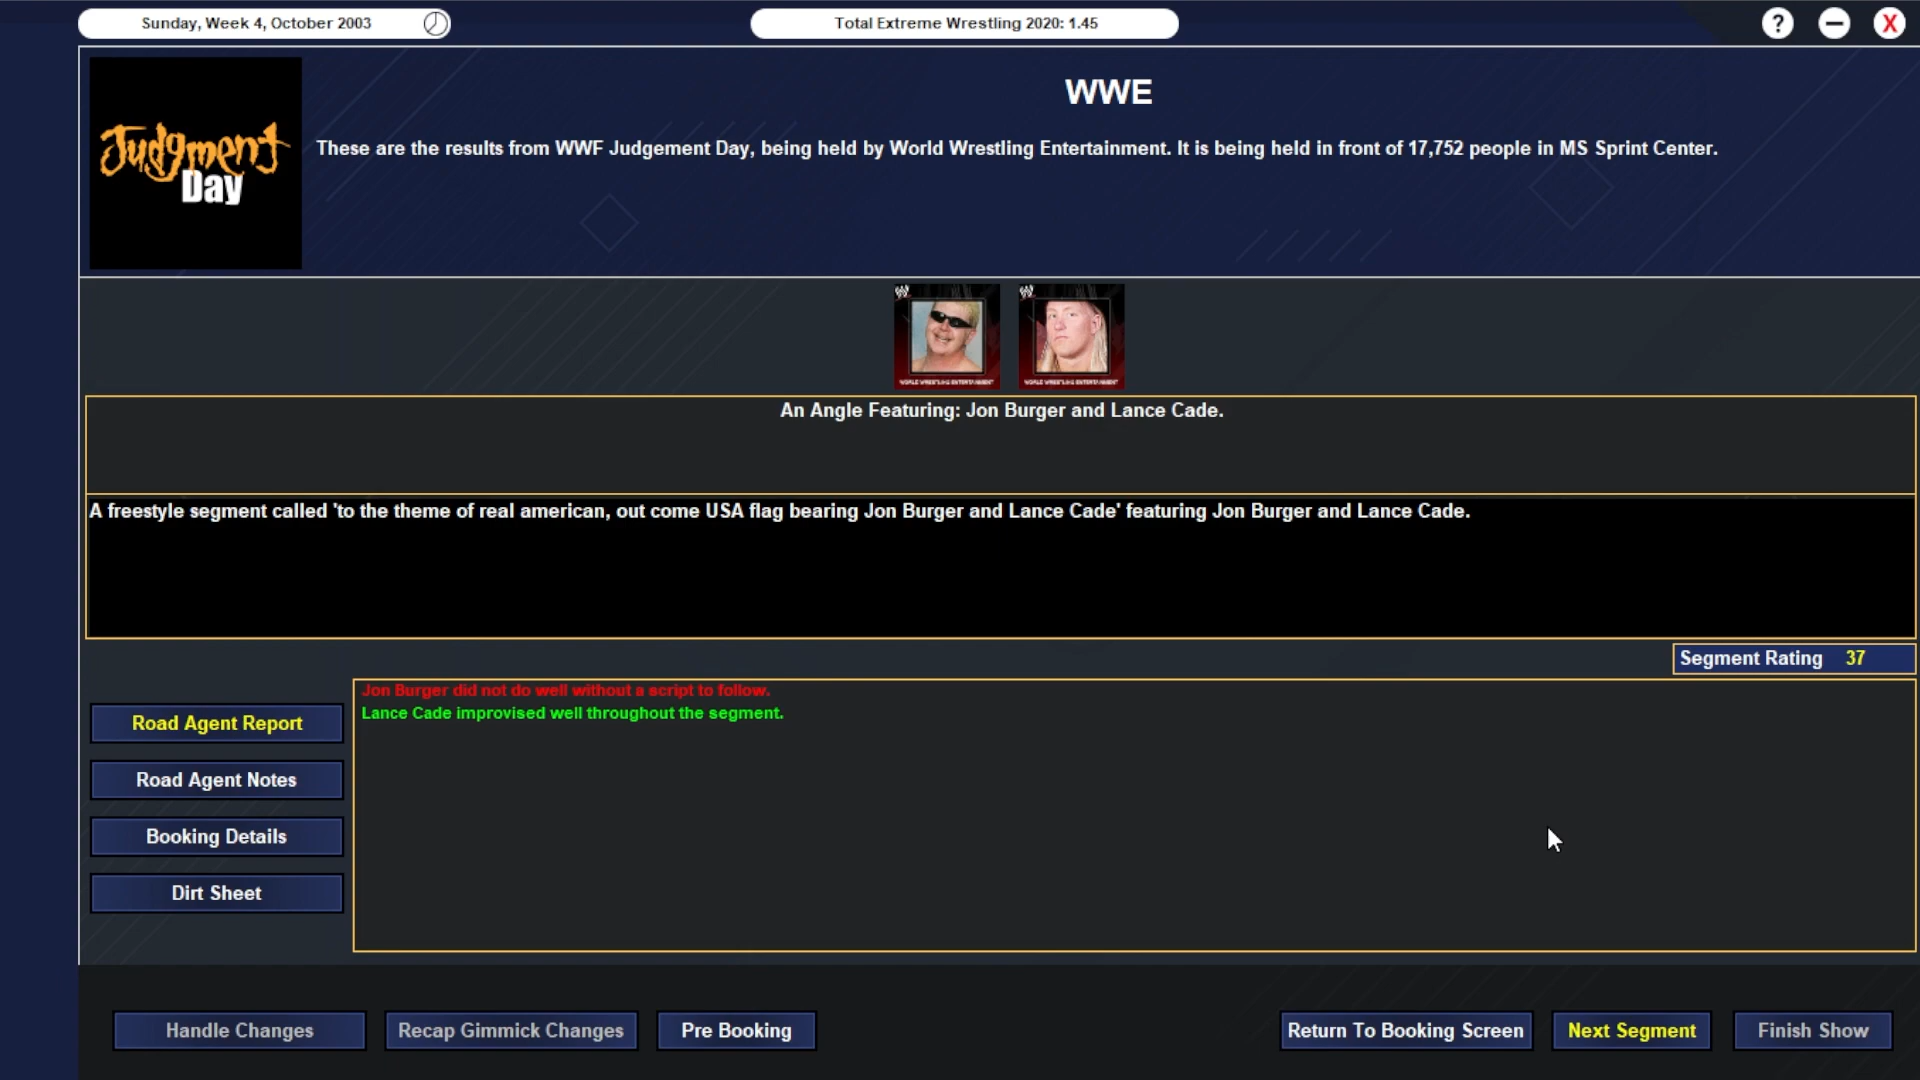 Sunday, Week 4, October 2003
Total Extreme Wrestling 2020: 1.45
?
X
Judgment
Day
WWE
These are the results from WWF Judgement Day, being held by World Wrestling Entertainment. It is being held in front of 17,752 people in MS Sprint Center.
WORLD WRESTLING ENTERTAINMENT
WORLD WRESTLING ENTERTAINMENT
An Angle Featuring: Jon Burger and Lance Cade.
A freestyle segment called 'to the theme of real american, out come USA flag bearing Jon Burger and Lance Cade' featuring Jon Burger and Lance Cade.
Segment Rating 37
Jon Burger did not do well without a script to follow.
Lance Cade improvised well throughout the segment.
Road Agent Report
Road Agent Notes
Booking Details
Dirt Sheet
Handle Changes
Recap Gimmick Changes
Pre Booking
Return To Booking Screen
Next Segment
Finish Show